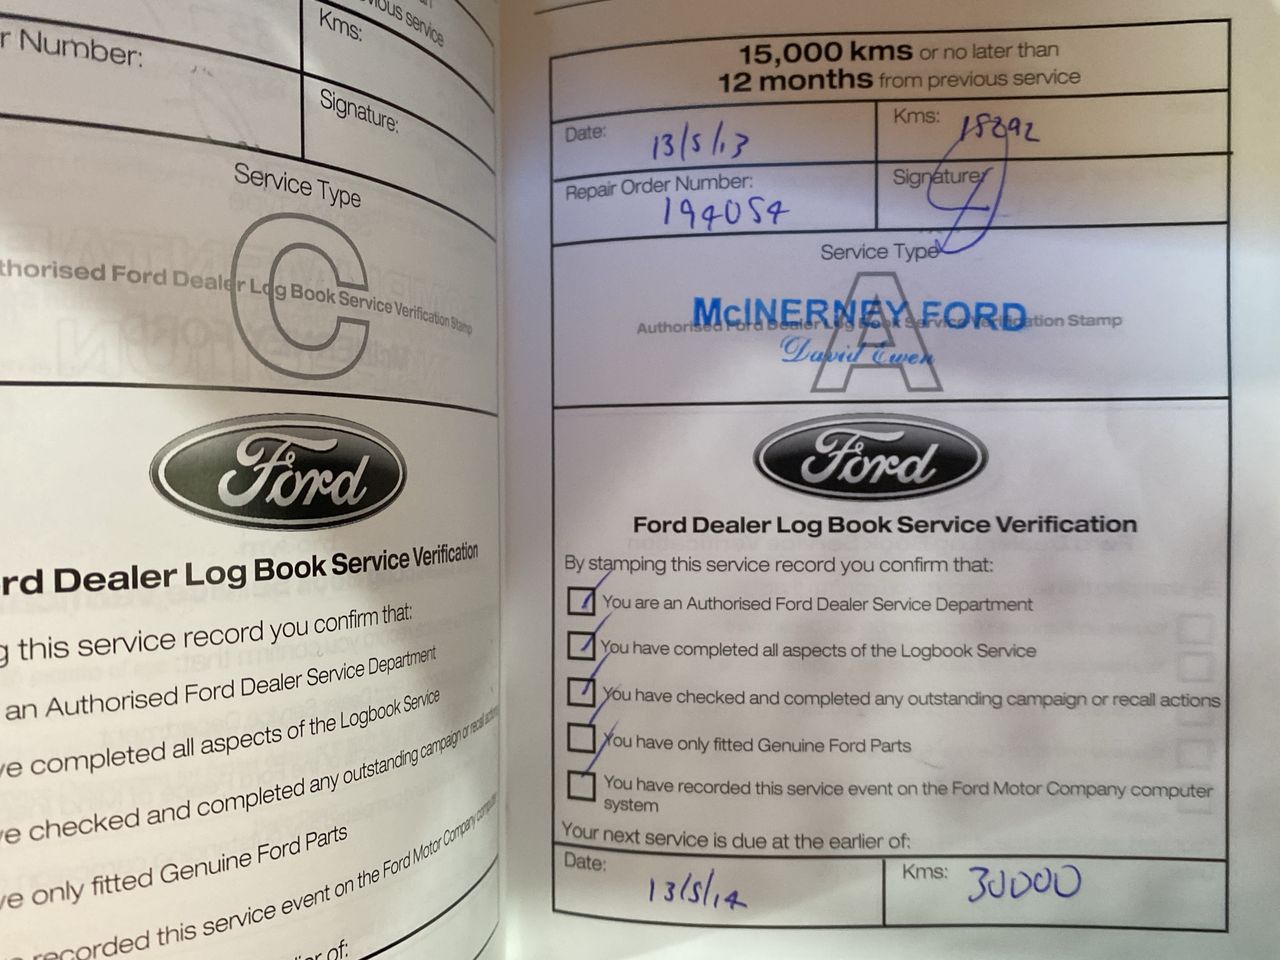 vious service
r Number:
Kms:
Signature:
Service Type
C
thorised Ford Dealer Log Book Service Verification Stamp
Ford
rd Dealer Log Book Service Verification
g this service record you confirm that:
an Authorised Ford Dealer Service Department
ve completed all aspects of the Logbook Service
ve checked and completed any outstanding campaign or recall actions
ve only fitted Genuine Ford Parts
recorded this service event on the Ford Motor Company computer
ier of:
15,000 kms or no later than
12 months from previous service
Date: 13/5/13
Kms: 15292
Repair Order Number: 194054
Signature:
Service Type
A
McINERNEY FORD
Authorised Ford Dealer Log Book Service Verification Stamp
David Ewen
Ford
Ford Dealer Log Book Service Verification
By stamping this service record you confirm that:
You are an Authorised Ford Dealer Service Department
You have completed all aspects of the Logbook Service
You have checked and completed any outstanding campaign or recall actions
You have only fitted Genuine Ford Parts
You have recorded this service event on the Ford Motor Company computer
system
Your next service is due at the earlier of:
Date: 13/5/14
Kms: 30000